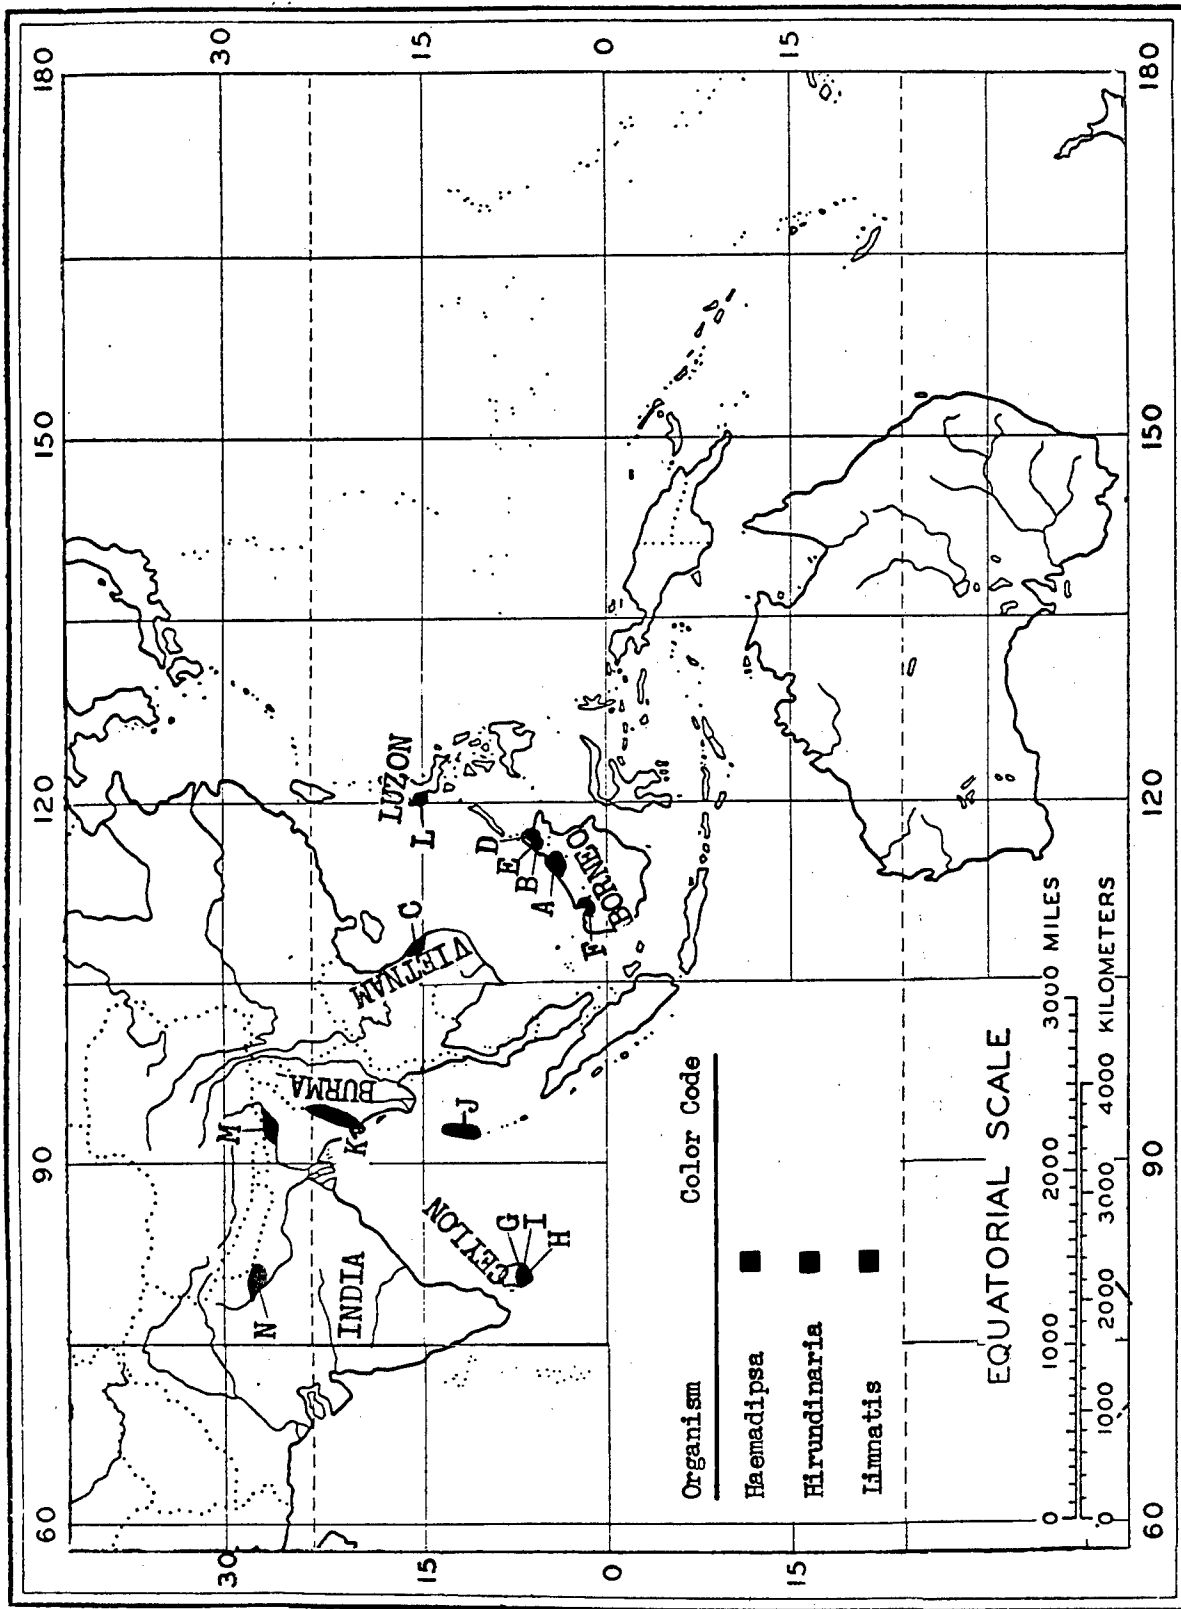 60 90 120 150 180
30 30
15 15
0 0
15 15
60 90 120 150 180
LUZON
L
D
E
B
A
F
BORNEO
C
VIETNAM
BURMA
M
K
J
CEYLON
G
I
H
N
INDIA
Organism Color Code
Haemadipsa
Hirundinaria
Limnatis
EQUATORIAL SCALE
0 1000 2000 3000 MILES
0 1000 2000 3000 4000 KILOMETERS